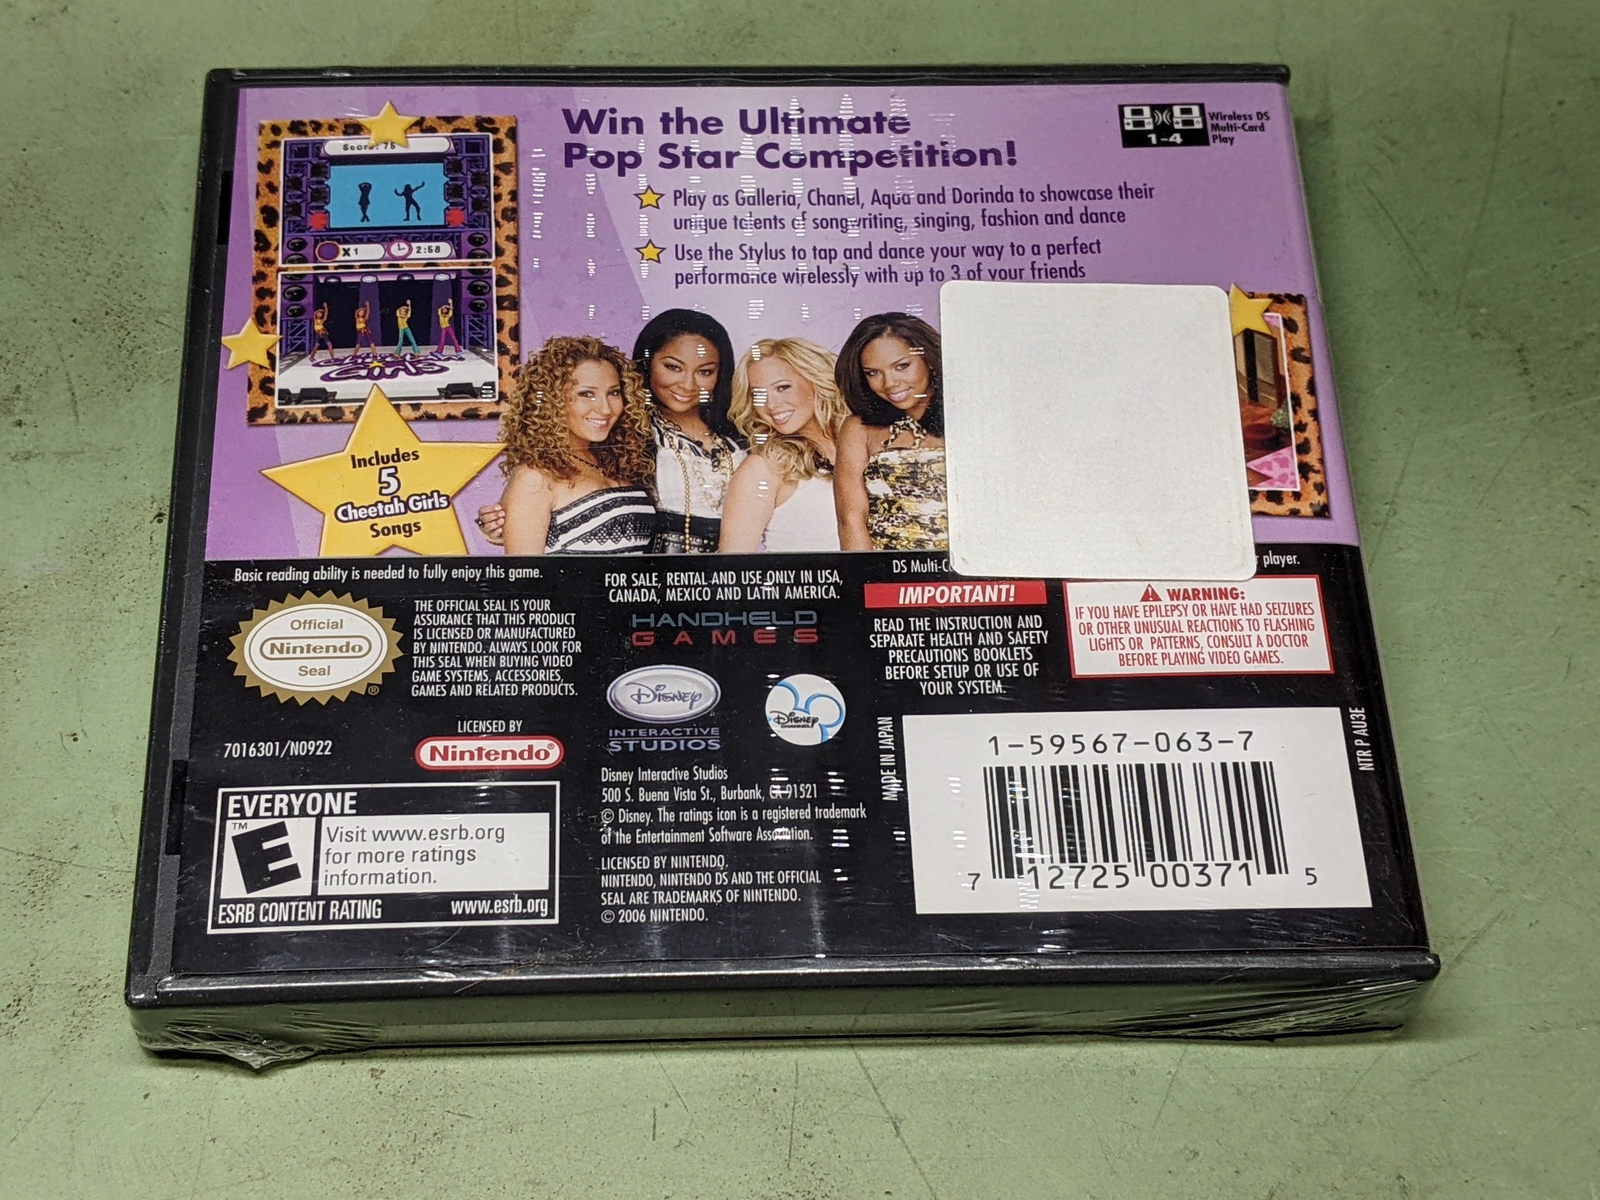 Win the Ultimate
Pop Star Competition!
Wireless DS
Multi-Card
Play
1-4
Play as Galleria, Chanel, Aqua and Dorinda to showcase their
unique talents of songwriting, singing, fashion and dance
Use the Stylus to tap and dance your way to a perfect
performance wirelessly with up to 3 of your friends
Score: 75
X 1
2:58
Cheetah
Girls
Includes
5
Cheetah Girls
Songs
Basic reading ability is needed to fully enjoy this game.
Official
Nintendo
Seal
®
THE OFFICIAL SEAL IS YOUR
ASSURANCE THAT THIS PRODUCT
IS LICENSED OR MANUFACTURED
BY NINTENDO. ALWAYS LOOK FOR
THIS SEAL WHEN BUYING VIDEO
GAME SYSTEMS, ACCESSORIES,
GAMES AND RELATED PRODUCTS.
7016301/N0922
LICENSED BY
Nintendo®
EVERYONE
E
TM
Visit www.esrb.org
for more ratings
information.
ESRB CONTENT RATING www.esrb.org
FOR SALE, RENTAL AND USE ONLY IN USA,
CANADA, MEXICO AND LATIN AMERICA.
HANDHELD
GAMES
Disney
INTERACTIVE
STUDIOS
Disney
CHANNEL
Disney Interactive Studios
500 S. Buena Vista St., Burbank, CA 91521
© Disney. The ratings icon is a registered trademark
of the Entertainment Software Association.
LICENSED BY NINTENDO.
NINTENDO, NINTENDO DS AND THE OFFICIAL
SEAL ARE TRADEMARKS OF NINTENDO.
© 2006 NINTENDO.
DS Multi-C
player.
IMPORTANT!
READ THE INSTRUCTION AND
SEPARATE HEALTH AND SAFETY
PRECAUTIONS BOOKLETS
BEFORE SETUP OR USE OF
YOUR SYSTEM.
WARNING:
IF YOU HAVE EPILEPSY OR HAVE HAD SEIZURES
OR OTHER UNUSUAL REACTIONS TO FLASHING
LIGHTS OR PATTERNS, CONSULT A DOCTOR
BEFORE PLAYING VIDEO GAMES.
MADE IN JAPAN
1-59567-063-7
7 12725 00371 5
NTR P AU3E